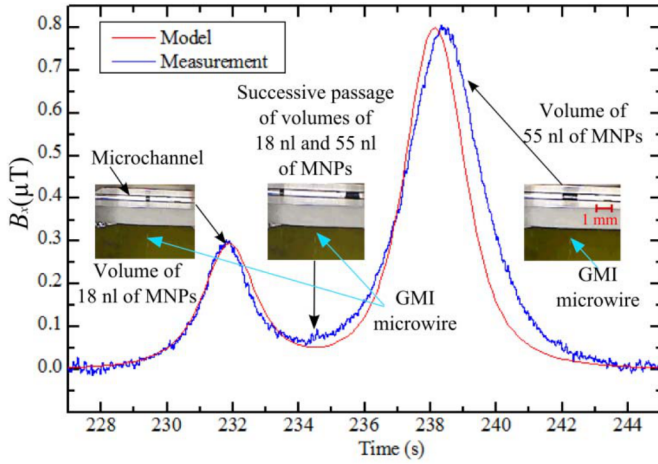 Model
Measurement
Successive passage
of volumes of
18 nl and 55 nl
of MNPs
Volume of
55 nl of MNPs
Microchannel
1 mm
Volume of
18 nl of MNPs
GMI
microwire
GMI
microwire
Bₓ(μT)
0.8
0.7
0.6
0.5
0.4
0.3
0.2
0.1
0.0
228 230 232 234 236 238 240 242 244
Time (s)